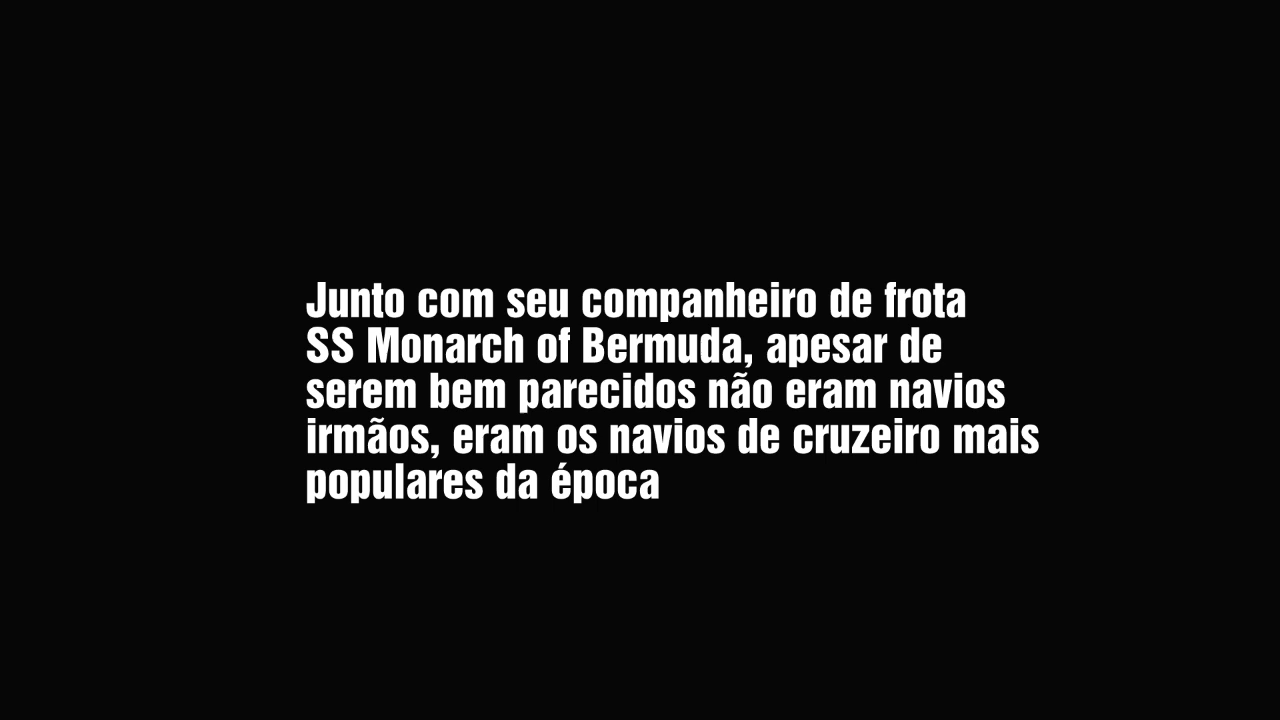 Junto com seu companheiro de frota
SS Monarch of Bermuda, apesar de
serem bem parecidos não eram navios
irmãos, eram os navios de cruzeiro mais
populares da época